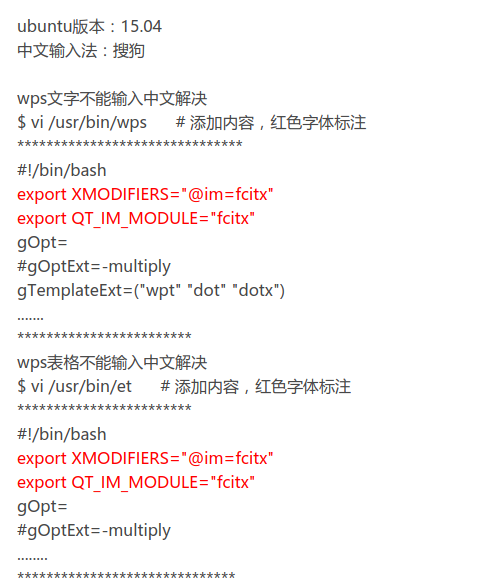 ubuntu版本：15.04
中文输入法：搜狗
wps文字不能输入中文解决
$ vi /usr/bin/wps      # 添加内容，红色字体标注
*******************************
#!/bin/bash
export XMODIFIERS="@im=fcitx"
export QT_IM_MODULE="fcitx"
gOpt=
#gOptExt=-multiply
gTemplateExt=("wpt" "dot" "dotx")
.......
************************
wps表格不能输入中文解决
$ vi /usr/bin/et      # 添加内容，红色字体标注
************************
#!/bin/bash
export XMODIFIERS="@im=fcitx"
export QT_IM_MODULE="fcitx"
gOpt=
#gOptExt=-multiply
........
******************************